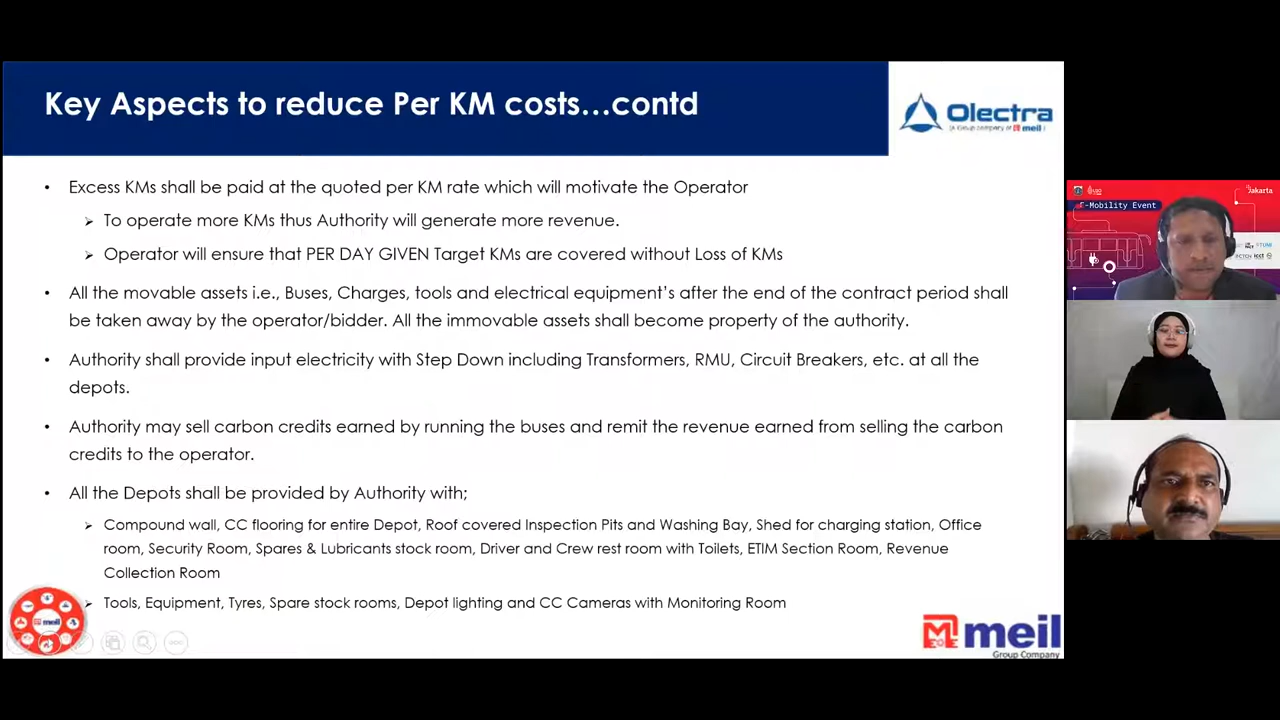 Key Aspects to reduce Per KM costs...contd
Olectra
(A Group company of meil)
• Excess KMs shall be paid at the quoted per KM rate which will motivate the Operator
➢ To operate more KMs thus Authority will generate more revenue.
➢ Operator will ensure that PER DAY GIVEN Target KMs are covered without Loss of KMs
• All the movable assets i.e., Buses, Charges, tools and electrical equipment's after the end of the contract period shall
be taken away by the operator/bidder. All the immovable assets shall become property of the authority.
• Authority shall provide input electricity with Step Down including Transformers, RMU, Circuit Breakers, etc. at all the
depots.
• Authority may sell carbon credits earned by running the buses and remit the revenue earned from selling the carbon
credits to the operator.
• All the Depots shall be provided by Authority with;
➢ Compound wall, CC flooring for entire Depot, Roof covered Inspection Pits and Washing Bay, Shed for charging station, Office
room, Security Room, Spares & Lubricants stock room, Driver and Crew rest room with Toilets, ETIM Section Room, Revenue
Collection Room
➢ Tools, Equipment, Tyres, Spare stock rooms, Depot lighting and CC Cameras with Monitoring Room
meil
meil
Group Company
Jakarta
E-Mobility Event
icct